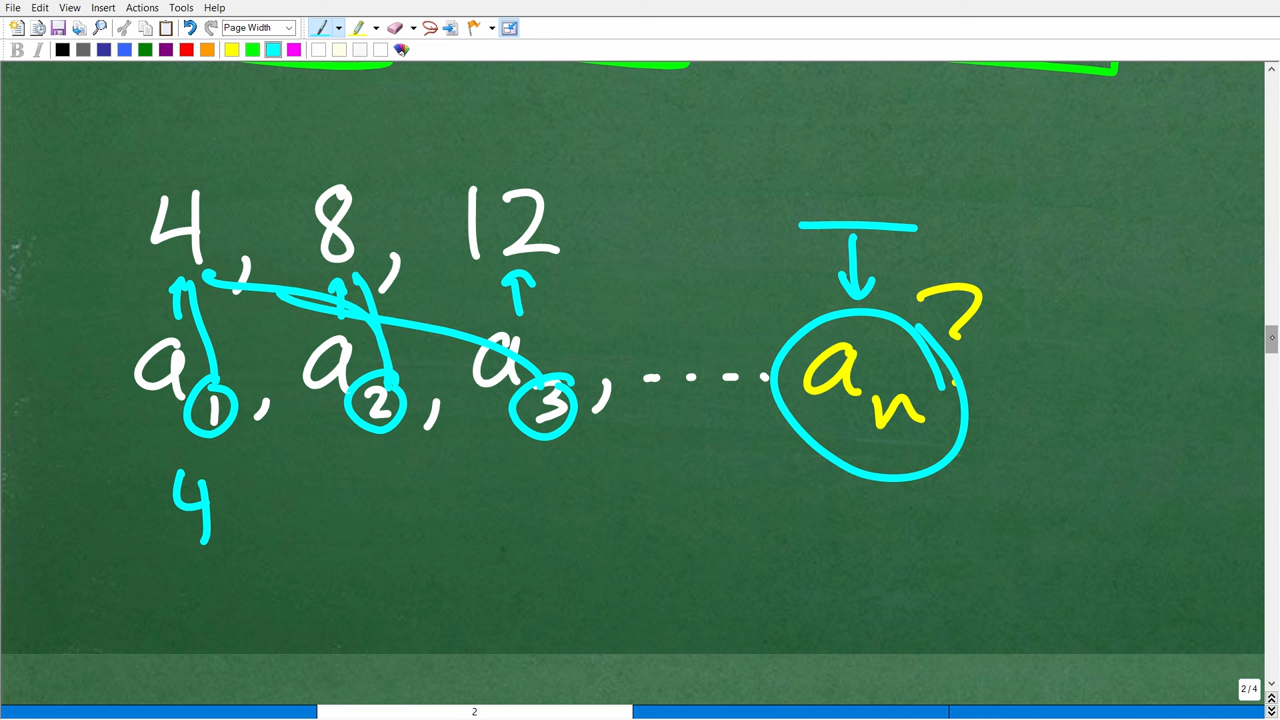 File Edit View Insert Actions Tools Help
Page Width
B I
4, 8, 12
a1, a2, a3, ....
an ?
4
2/4
2